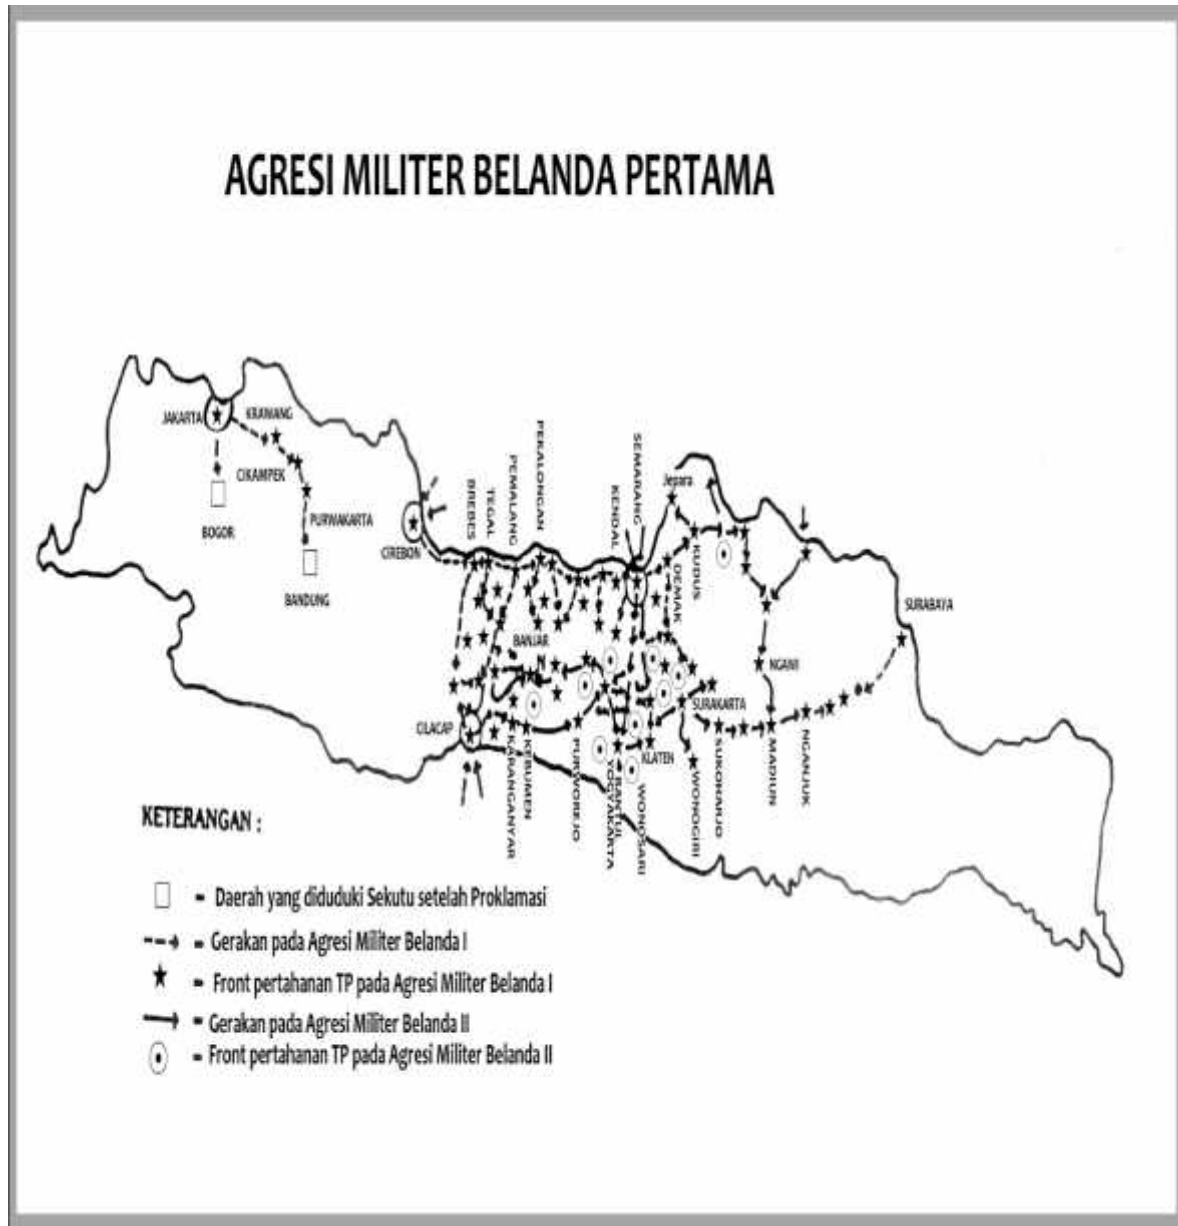 AGRESI MILITER BELANDA PERTAMA
JAKARTA
KRAWANG
CIKAMPEK
BOGOR
PURWAKARTA
BANDUNG
CIREBON
BREBES
TEGAL
PEMALANG
PEKALONGAN
KENDAL
SEMARANG
Jepara
KUDUS
DEMAK
SURABAYA
BANJAR
N
NGAWI
CILACAP
SURAKARTA
KLATEN
KARANGANYAR
KEBUMEN
PURWOREJO
YOGYAKARTA
BANTUL
WONOSARI
WONOGIRI
SUKOHARJO
MADIUN
NGANJUK
KETERANGAN :
= Daerah yang diduduki Sekutu setelah Proklamasi
= Gerakan pada Agresi Militer Belanda I
= Front pertahanan TP pada Agresi Militer Belanda I
= Gerakan pada Agresi Militer Belanda II
= Front pertahanan TP pada Agresi Militer Belanda II